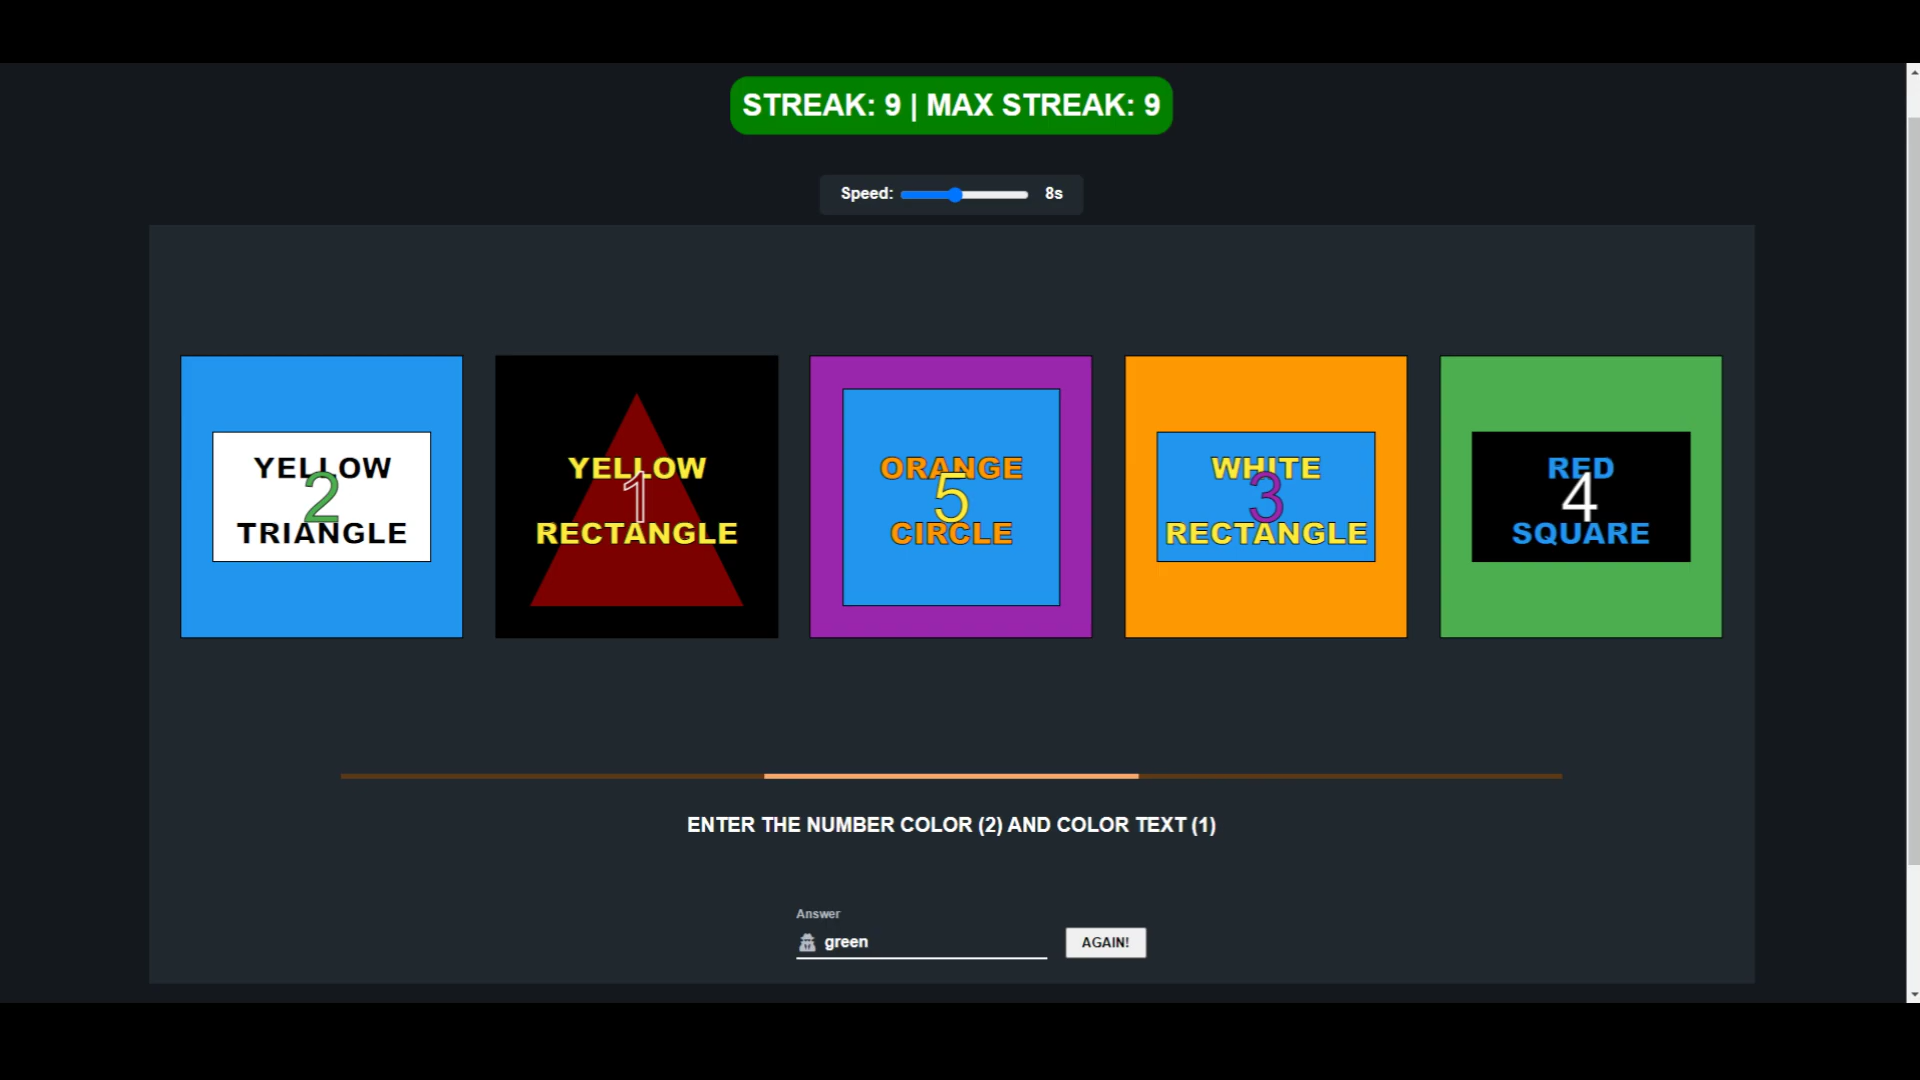 STREAK: 9 | MAX STREAK: 9
Speed: 8s
YELLOW
2
TRIANGLE
YELLOW
1
RECTANGLE
ORANGE
5
CIRCLE
WHITE
3
RECTANGLE
RED
4
SQUARE
ENTER THE NUMBER COLOR (2) AND COLOR TEXT (1)
Answer
green
AGAIN!